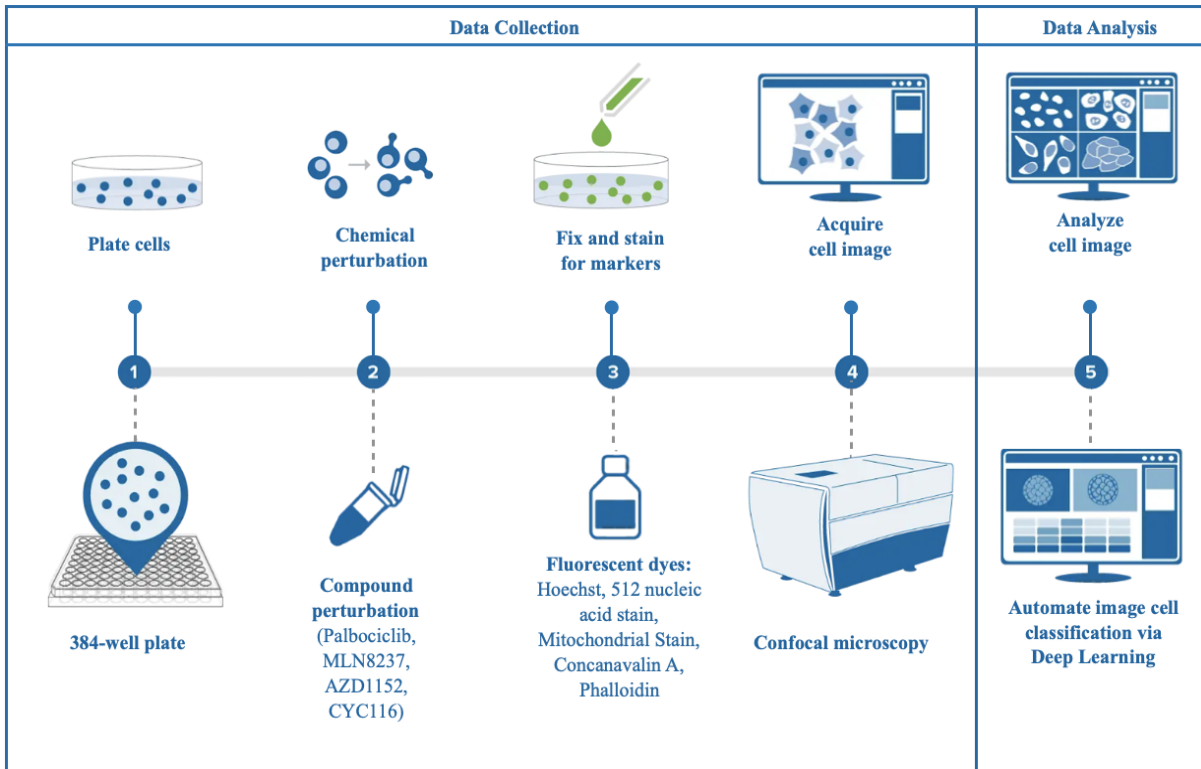 Data Collection
Data Analysis
Plate cells
Chemical
perturbation
Fix and stain
for markers
Acquire
cell image
Analyze
cell image
1
2
3
4
5
384-well plate
Compound
perturbation
(Palbociclib,
MLN8237,
AZD1152,
CYC116)
Fluorescent dyes:
Hoechst, 512 nucleic
acid stain,
Mitochondrial Stain,
Concanavalin A,
Phalloidin
Confocal microscopy
Automate image cell
classification via
Deep Learning